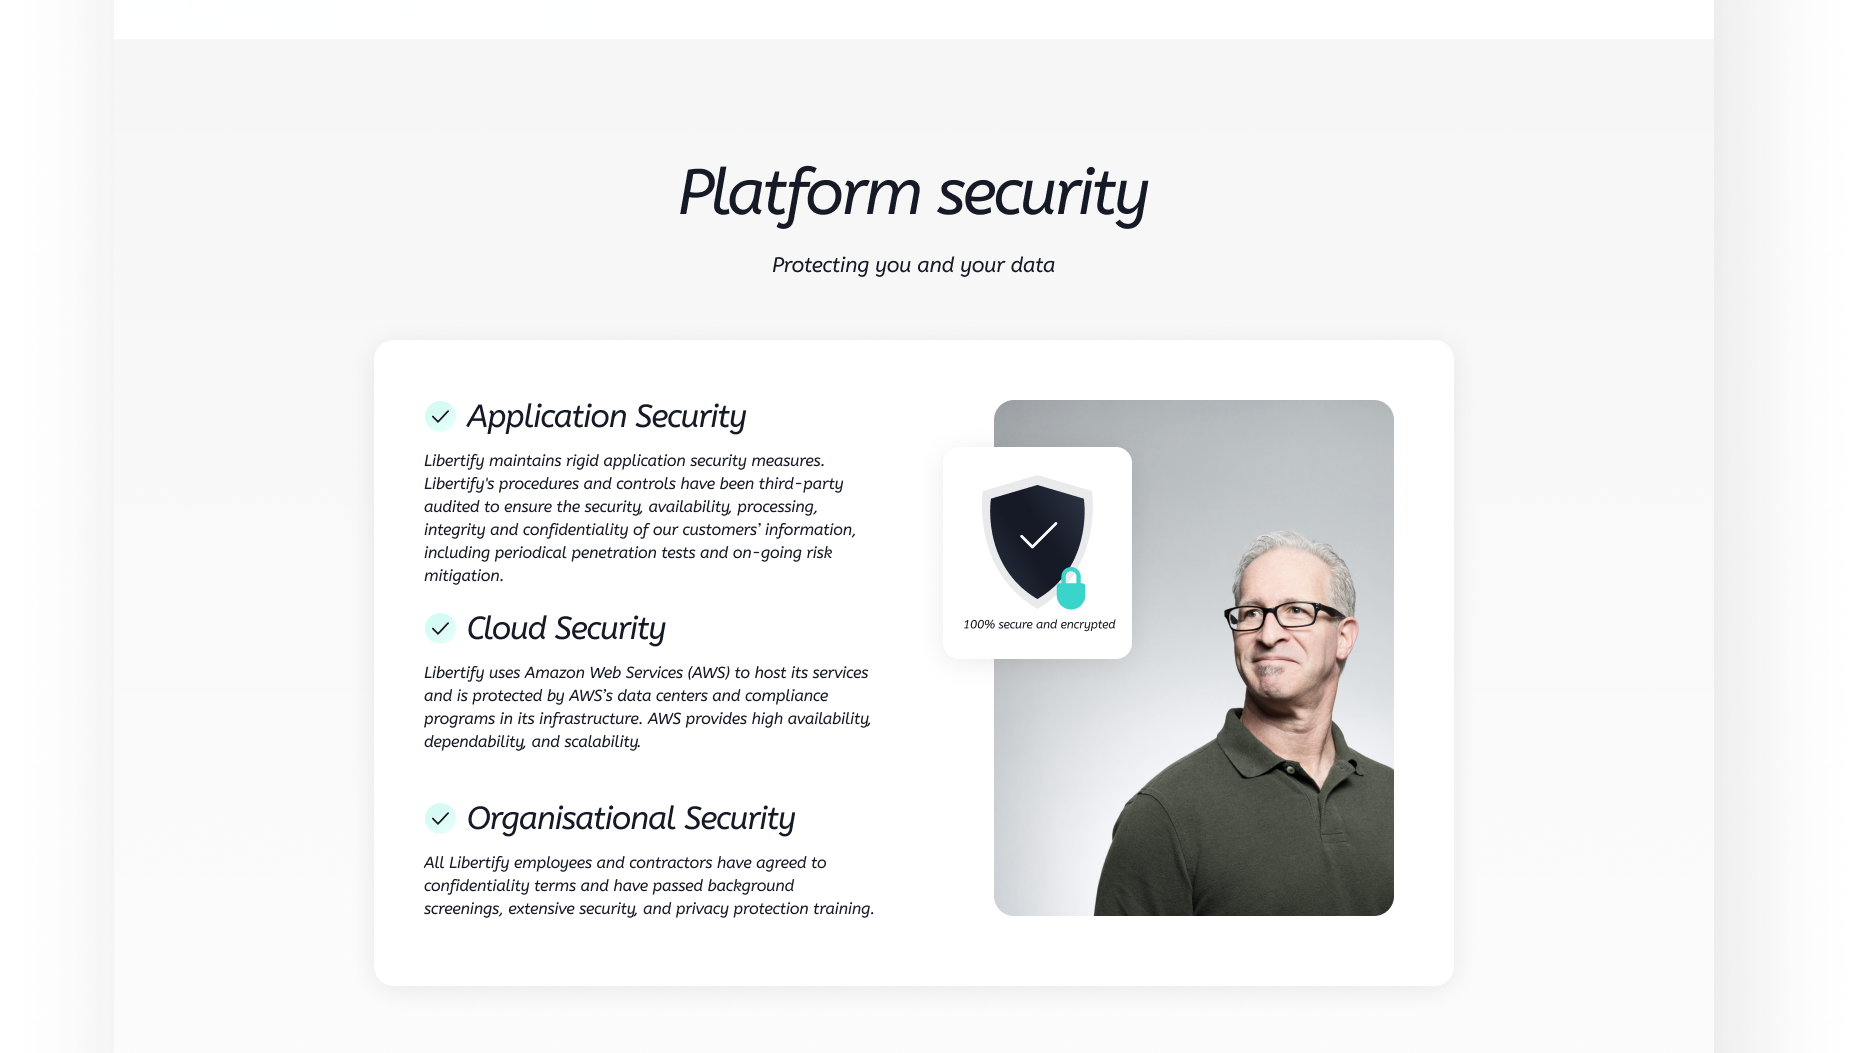 Platform security
Protecting you and your data
Application Security
Libertify maintains rigid application security measures.
Libertify's procedures and controls have been third-party
audited to ensure the security, availability, processing,
integrity and confidentiality of our customers’ information,
including periodical penetration tests and on-going risk
mitigation.
Cloud Security
Libertify uses Amazon Web Services (AWS) to host its services
and is protected by AWS’s data centers and compliance
programs in its infrastructure. AWS provides high availability,
dependability, and scalability.
Organisational Security
All Libertify employees and contractors have agreed to
confidentiality terms and have passed background
screenings, extensive security, and privacy protection training.
100% secure and encrypted